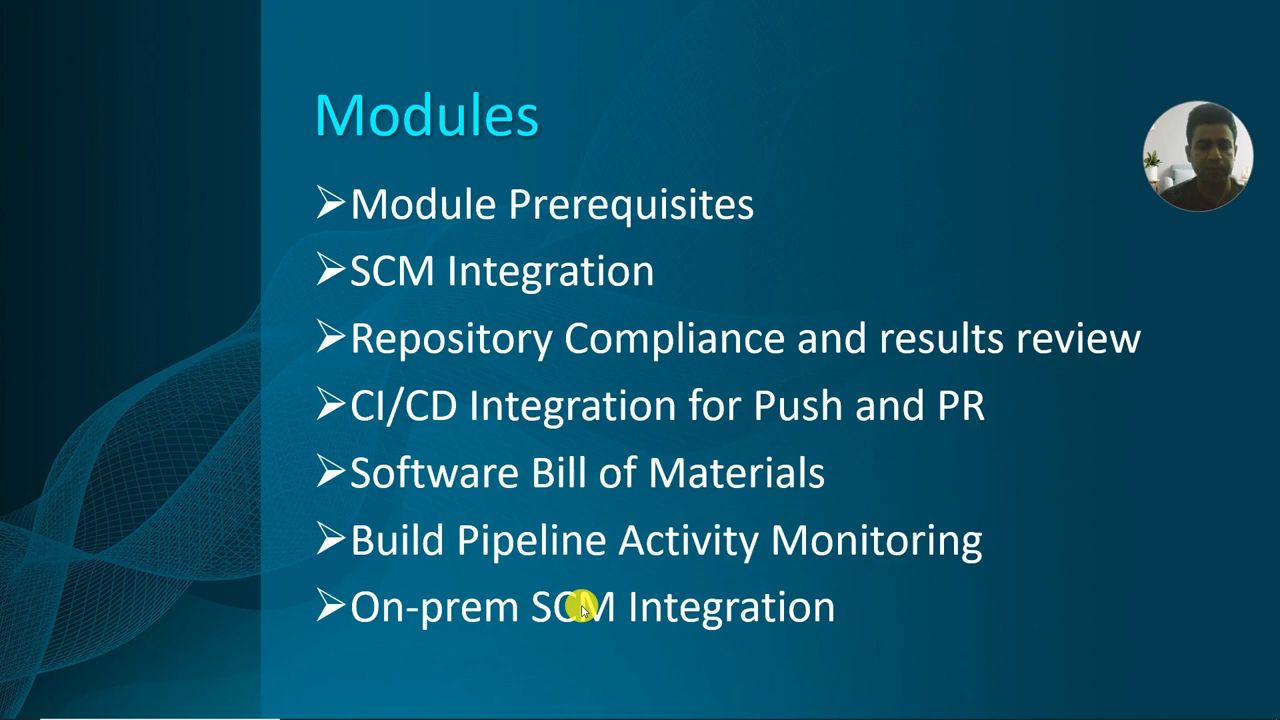 Modules
Module Prerequisites
SCM Integration
Repository Compliance and results review
CI/CD Integration for Push and PR
Software Bill of Materials
Build Pipeline Activity Monitoring
On-prem SCM Integration